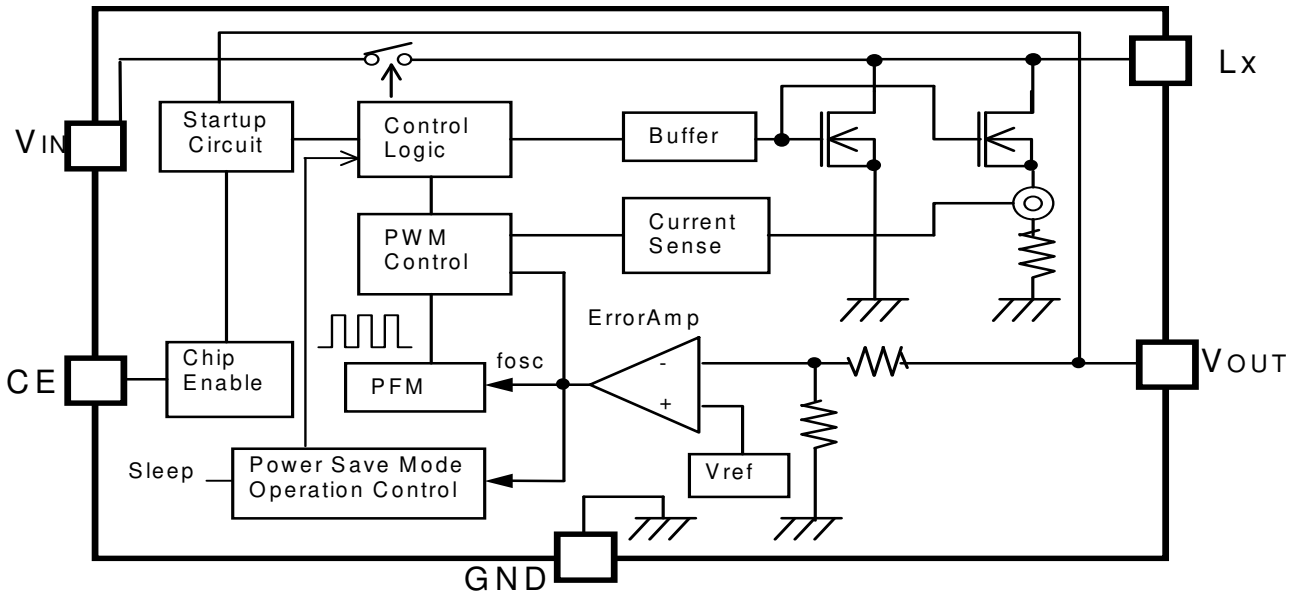 Lx
VIN
Startup
Circuit
Control
Logic
Buffer
PWM
Control
Current
Sense
ErrorAmp
-
+
fosc
PFM
CE
Chip
Enable
VOUT
Sleep
Power Save Mode
Operation Control
Vref
GND